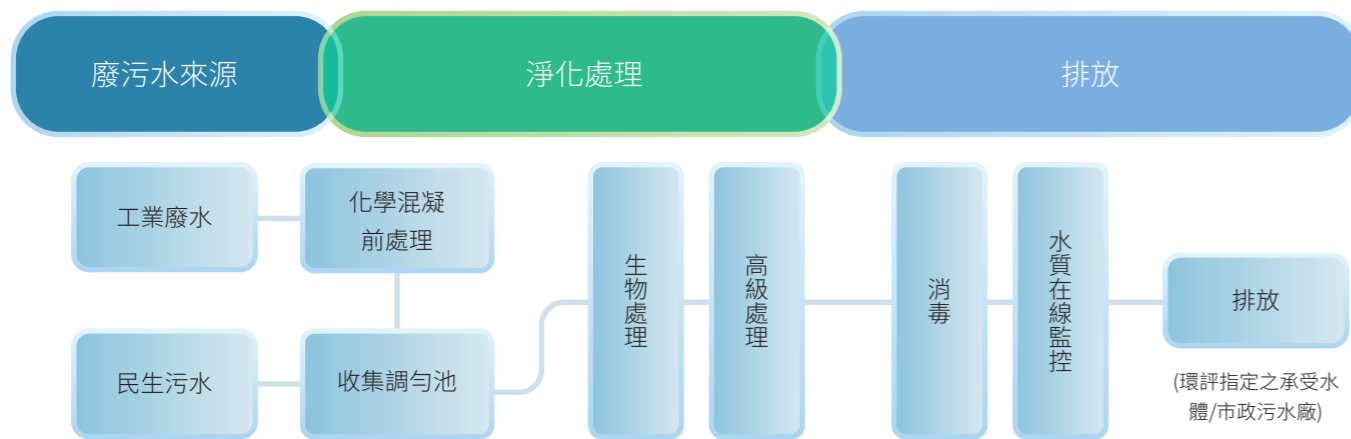 廢污水來源
淨化處理
排放
工業廢水
化學混凝
前處理
民生污水
收集調勻池
生物處理
高級處理
消毒
水質在線監控
排放
(環評指定之承受水
體/市政污水廠)